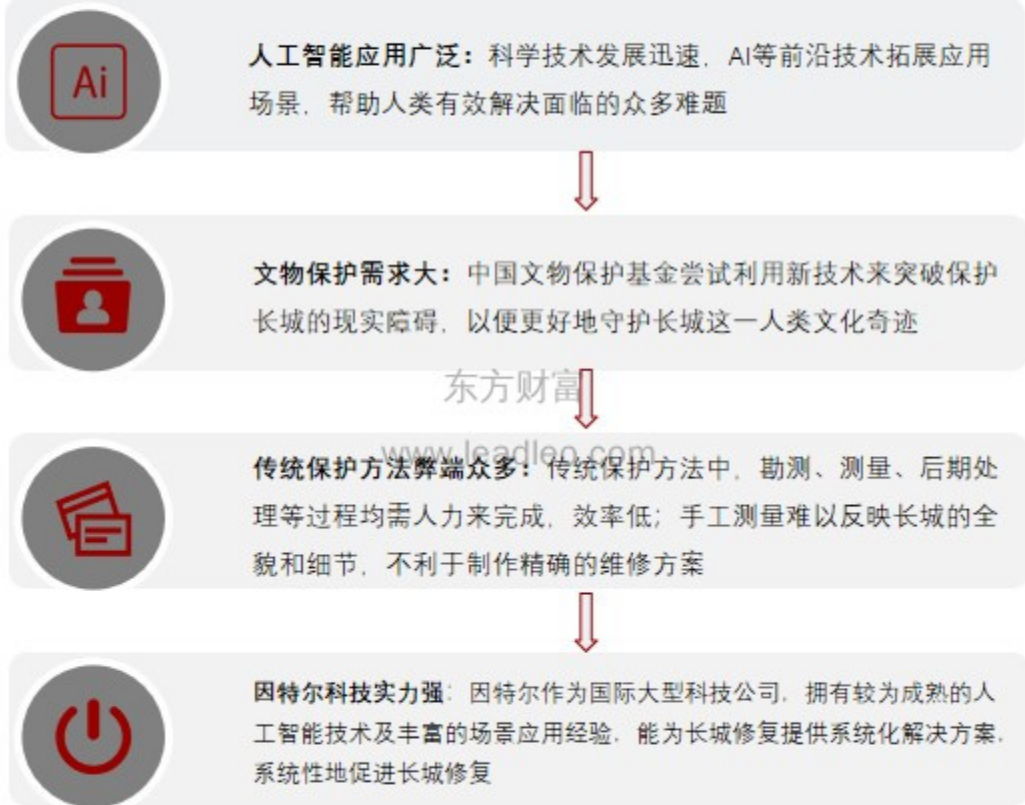 Ai
人工智能应用广泛：科学技术发展迅速，AI等前沿技术拓展应用
场景，帮助人类有效解决面临的众多难题
文物保护需求大：中国文物保护基金尝试利用新技术来突破保护
长城的现实障碍，以便更好地守护长城这一人类文化奇迹
东方财富
www.leadleo.com
传统保护方法弊端众多：传统保护方法中，勘测、测量、后期处
理等过程均需人力来完成，效率低；手工测量难以反映长城的全
貌和细节，不利于制作精确的维修方案
因特尔科技实力强：因特尔作为国际大型科技公司，拥有较为成熟的人
工智能技术及丰富的场景应用经验，能为长城修复提供系统化解决方案，
系统性地促进长城修复